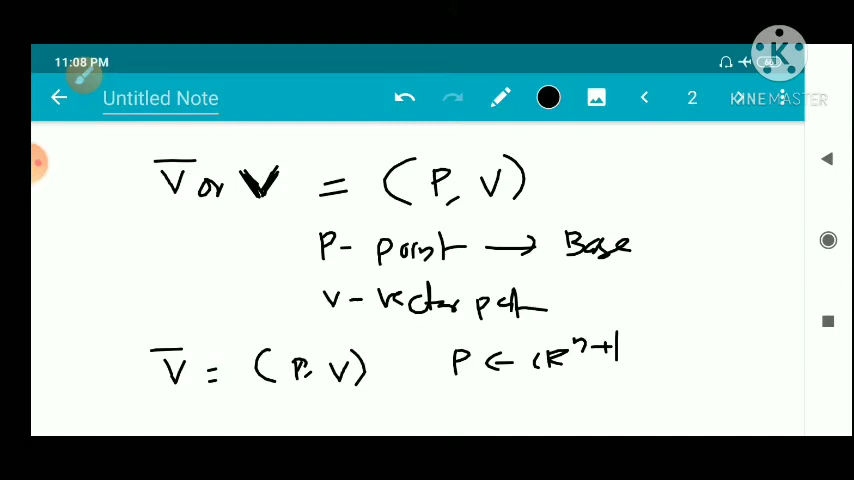 11:08 PM
Untitled Note
2
KINEMASTER
V̅ or V = (P, V)
P - point → Base
v - vector part
V̅ = (P, V) P ∈ ℝⁿ⁺¹